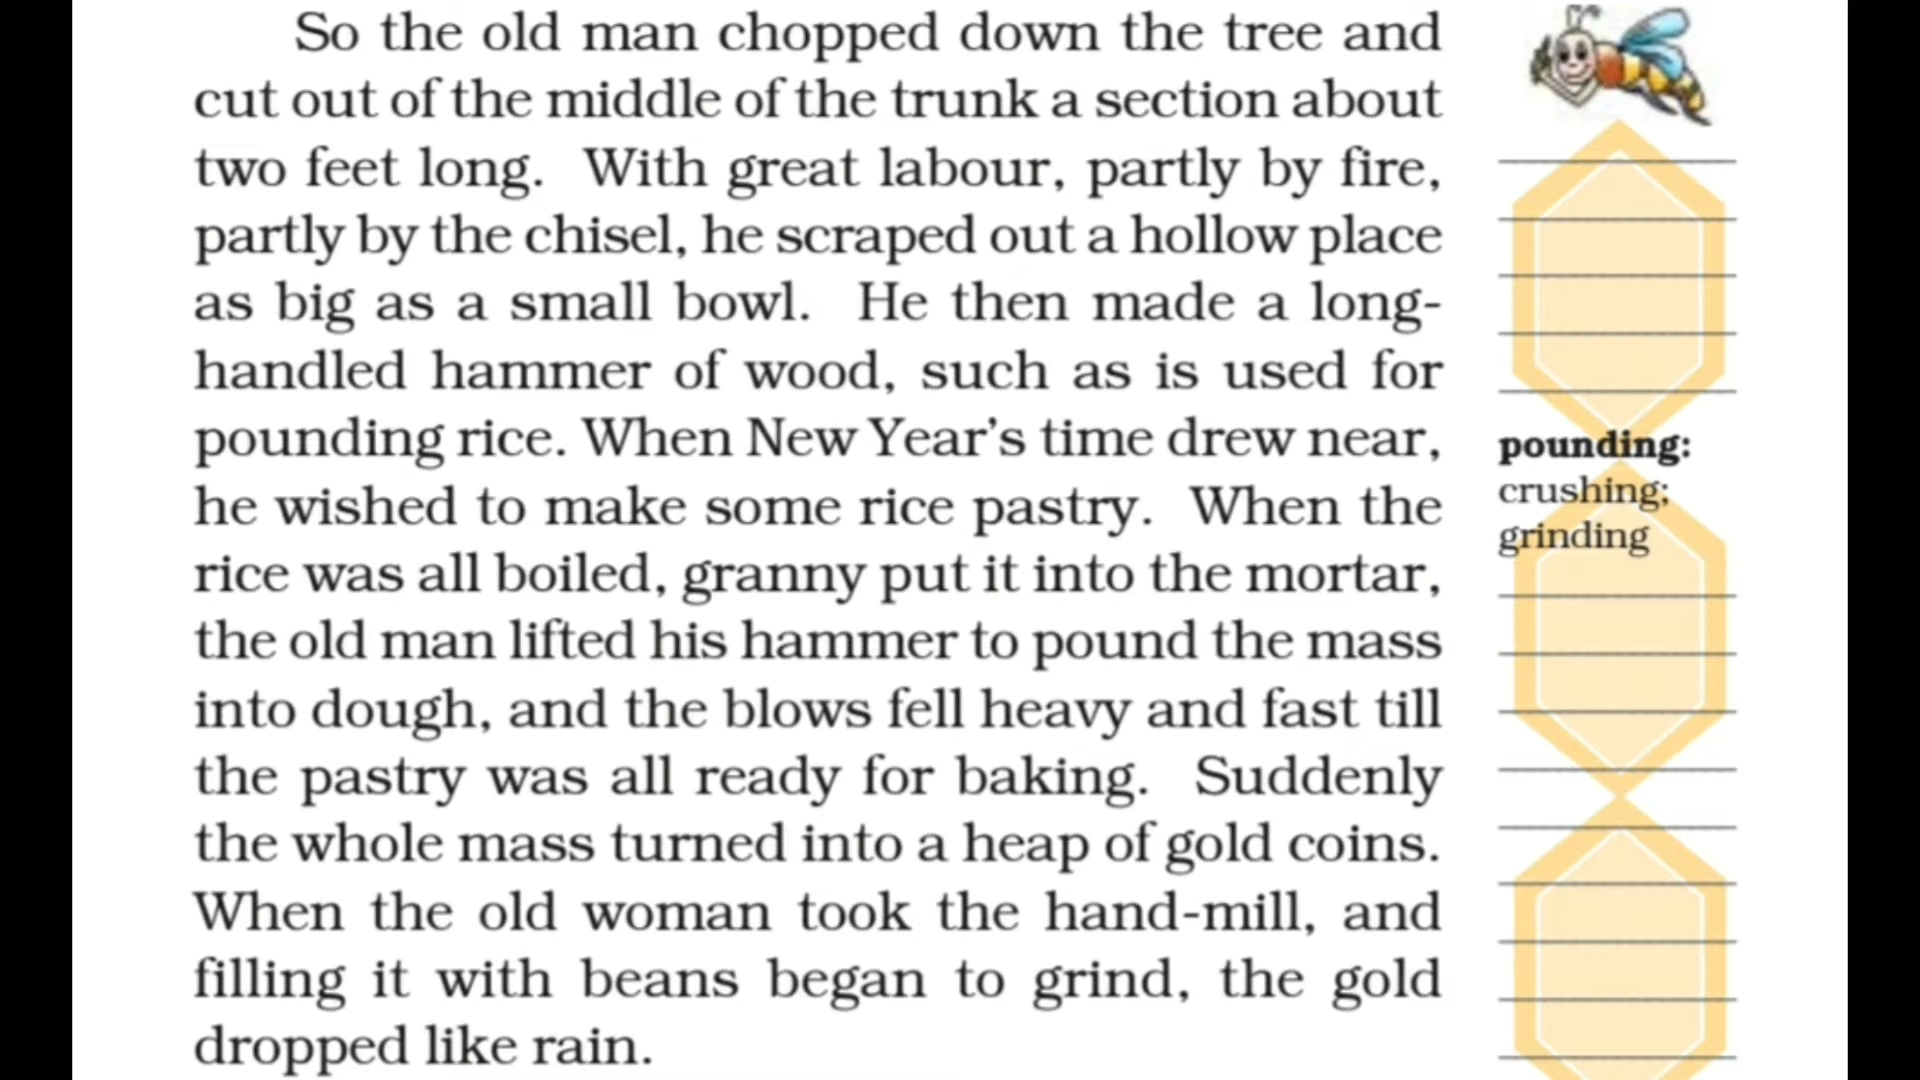 So the old man chopped down the tree and
cut out of the middle of the trunk a section about
two feet long. With great labour, partly by fire,
partly by the chisel, he scraped out a hollow place
as big as a small bowl. He then made a long-
handled hammer of wood, such as is used for
pounding rice. When New Year's time drew near,
he wished to make some rice pastry. When the
rice was all boiled, granny put it into the mortar,
the old man lifted his hammer to pound the mass
into dough, and the blows fell heavy and fast till
the pastry was all ready for baking. Suddenly
the whole mass turned into a heap of gold coins.
When the old woman took the hand-mill, and
filling it with beans began to grind, the gold
dropped like rain.
pounding:
crushing;
grinding